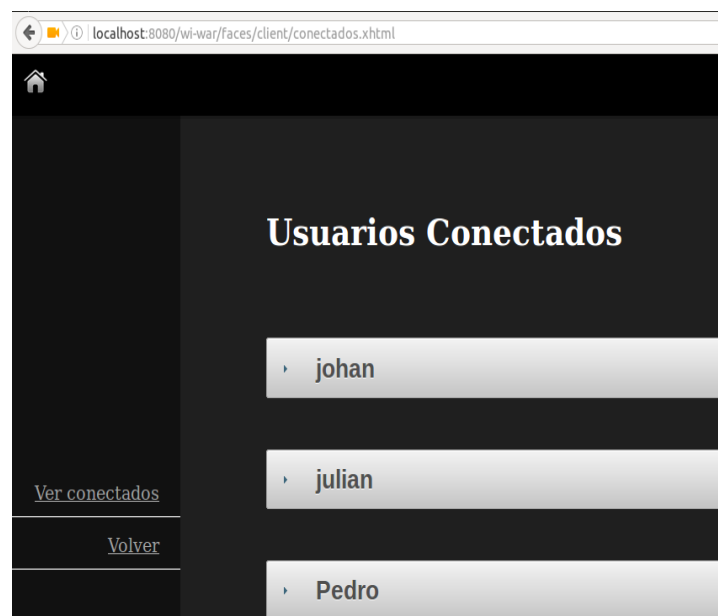 localhost:8080/wi-war/faces/client/conectados.xhtml
Usuarios Conectados
johan
julian
Ver conectados
Volver
Pedro